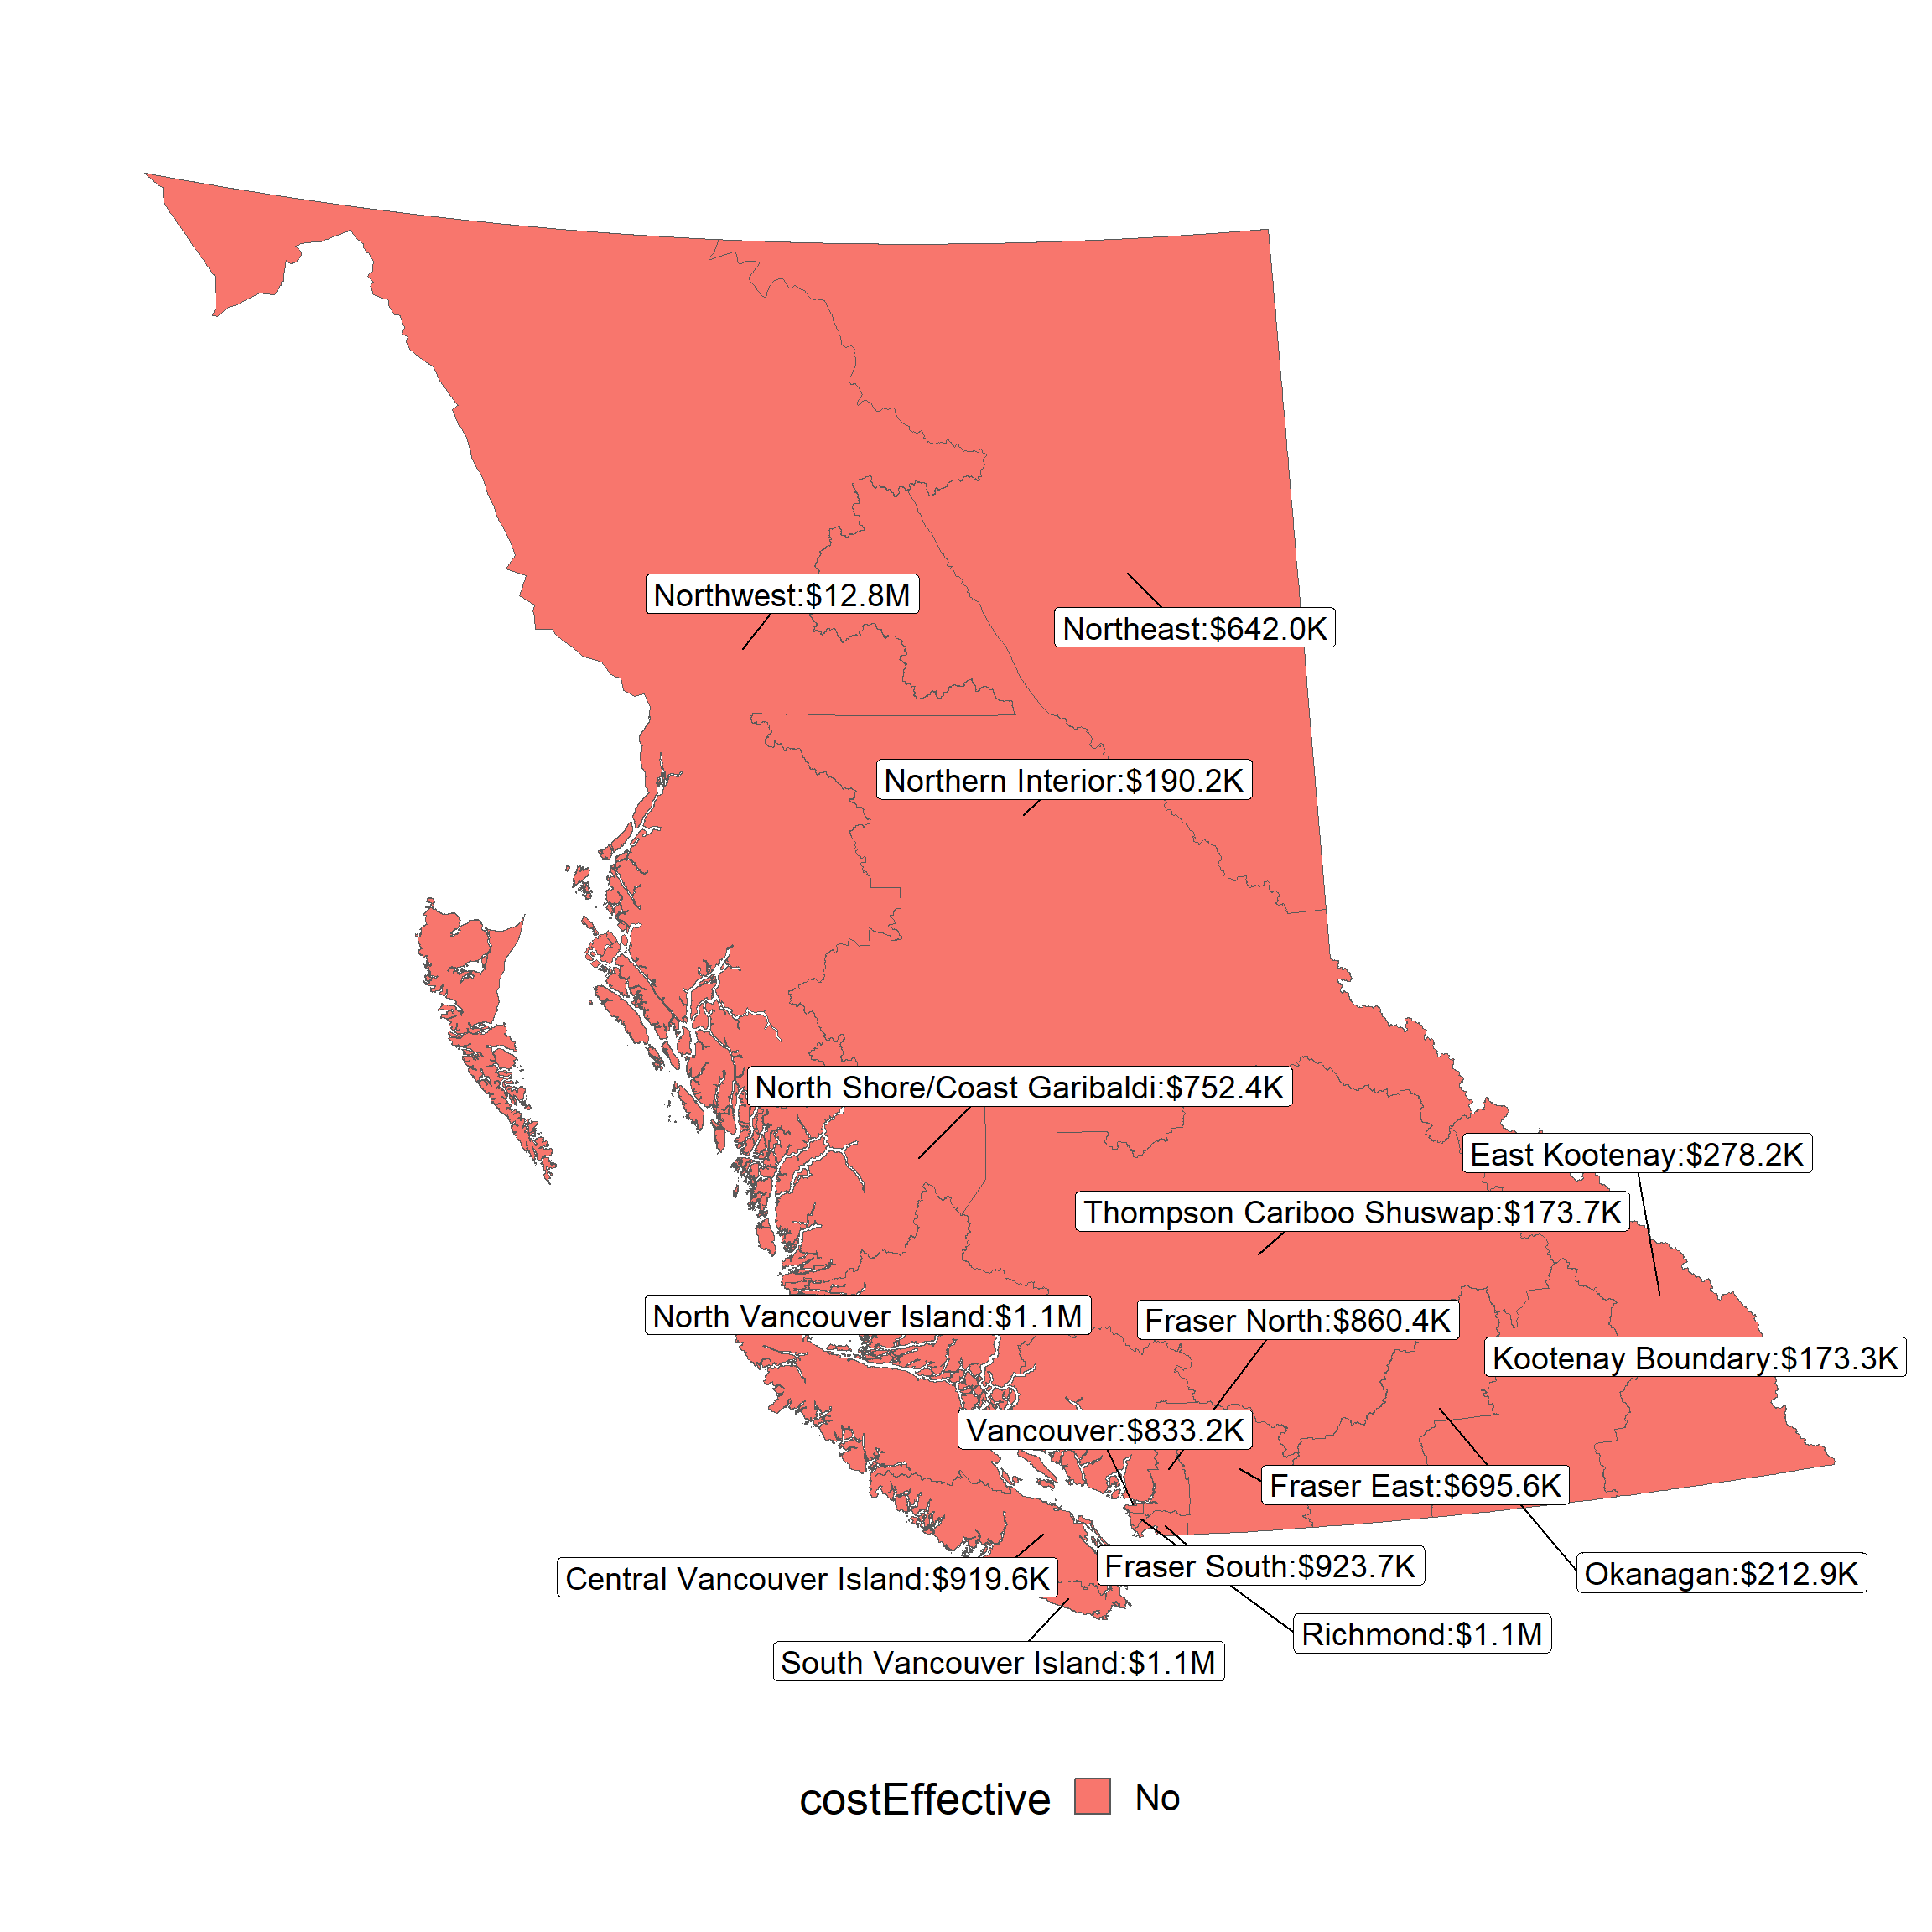 Northwest:$12.8M
Northeast:$642.0K
Northern Interior:$190.2K
North Shore/Coast Garibaldi:$752.4K
East Kootenay:$278.2K
Thompson Cariboo Shuswap:$173.7K
North Vancouver Island:$1.1M
Fraser North:$860.4K
Kootenay Boundary:$173.3K
Vancouver:$833.2K
Fraser East:$695.6K
Fraser South:$923.7K
Central Vancouver Island:$919.6K
Okanagan:$212.9K
Richmond:$1.1M
South Vancouver Island:$1.1M
costEffective No